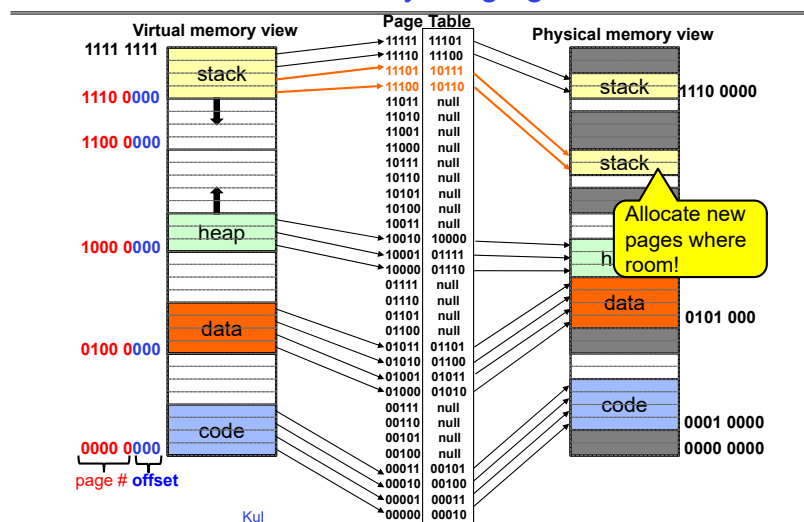 Virtual memory view
Page Table
Physical memory view
1111 1111
stack
1110 0000
1100 0000
heap
1000 0000
data
0100 0000
code
0000 0000
page # offset
11111 11101
11110 11100
11101 10111
11100 10110
11011 null
11010 null
11001 null
11000 null
10111 null
10110 null
10101 null
10100 null
10011 null
10010 10000
10001 01111
10000 01110
01111 null
01110 null
01101 null
01100 null
01011 01101
01010 01100
01001 01011
01000 01010
00111 null
00110 null
00101 null
00100 null
00011 00101
00010 00100
00001 00011
00000 00010
stack
1110 0000
stack
Allocate new
pages where
room!
data
0101 000
code
0001 0000
0000 0000
Kul